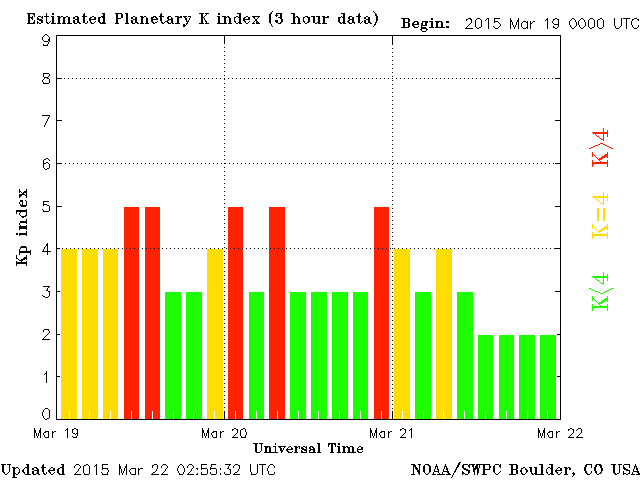 Estimated Planetary K index (3 hour data) Begin: 2015 Mar 19 0000 UTC
9
8
7
6
5
4
3
2
1
0
Kp index
K>4
K=4
K<4
Mar 19 Mar 20 Mar 21 Mar 22
Universal Time
Updated 2015 Mar 22 02:55:32 UTC NOAA/SWPC Boulder, CO USA